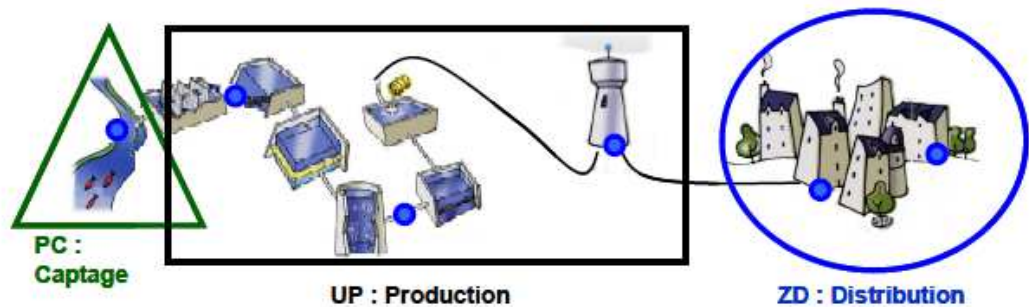 PC :
Captage
UP : Production
ZD : Distribution